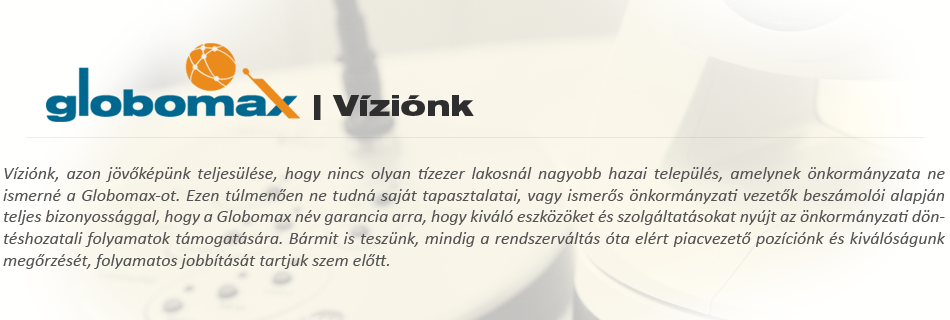 globomax | Víziónk
Víziónk, azon jövőképünk teljesülése, hogy nincs olyan tízezer lakosnál nagyobb hazai település, amelynek önkormányzata ne
ismerné a Globomax-ot. Ezen túlmenően ne tudná saját tapasztalatai, vagy ismerős önkormányzati vezetők beszámolói alapján
teljes bizonyossággal, hogy a Globomax név garancia arra, hogy kiváló eszközöket és szolgáltatásokat nyújt az önkormányzati dön-
téshozatali folyamatok támogatására. Bármit is teszünk, mindig a rendszerváltás óta elért piacvezető pozíciónk és kiválóságunk
megőrzését, folyamatos jobbítását tartjuk szem előtt.